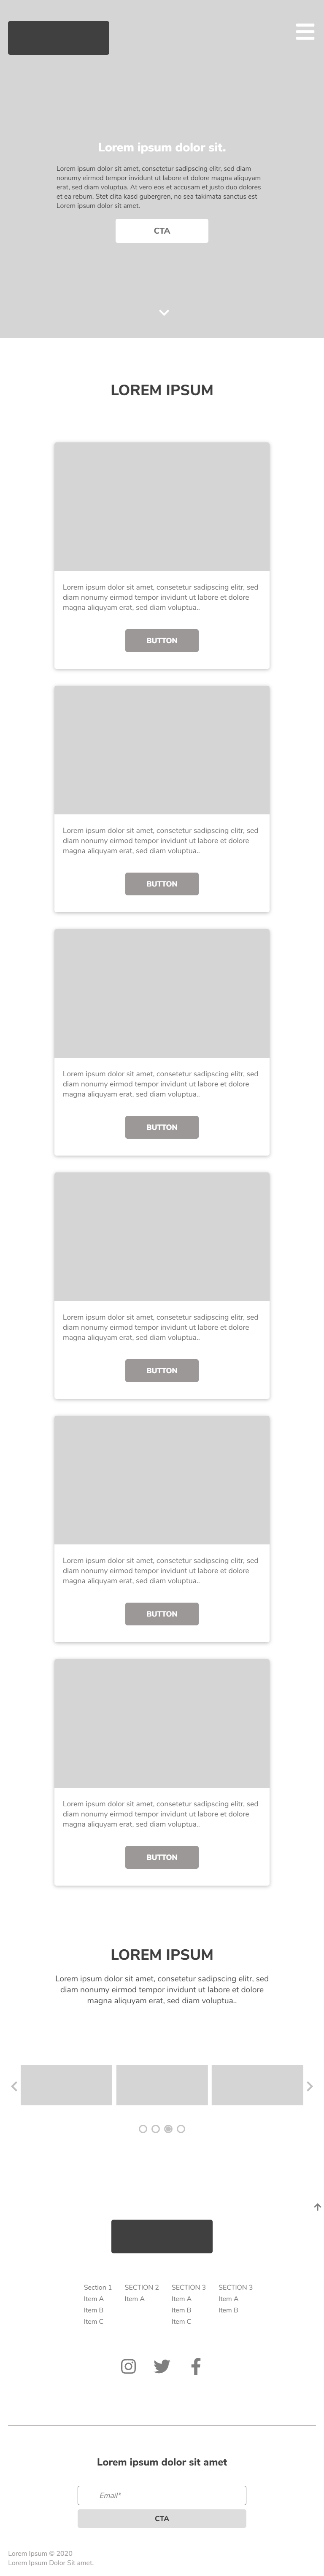 Lorem ipsum dolor sit.
Lorem ipsum dolor sit amet, consetetur sadipscing elitr, sed diam
nonumy eirmod tempor invidunt ut labore et dolore magna aliquyam
erat, sed diam voluptua. At vero eos et accusam et justo duo dolores
et ea rebum. Stet clita kasd gubergren, no sea takimata sanctus est
Lorem ipsum dolor sit amet.
CTA
LOREM IPSUM
Lorem ipsum dolor sit amet, consetetur sadipscing elitr, sed
diam nonumy eirmod tempor invidunt ut labore et dolore
magna aliquyam erat, sed diam voluptua..
BUTTON
Lorem ipsum dolor sit amet, consetetur sadipscing elitr, sed
diam nonumy eirmod tempor invidunt ut labore et dolore
magna aliquyam erat, sed diam voluptua..
BUTTON
Lorem ipsum dolor sit amet, consetetur sadipscing elitr, sed
diam nonumy eirmod tempor invidunt ut labore et dolore
magna aliquyam erat, sed diam voluptua..
BUTTON
Lorem ipsum dolor sit amet, consetetur sadipscing elitr, sed
diam nonumy eirmod tempor invidunt ut labore et dolore
magna aliquyam erat, sed diam voluptua..
BUTTON
Lorem ipsum dolor sit amet, consetetur sadipscing elitr, sed
diam nonumy eirmod tempor invidunt ut labore et dolore
magna aliquyam erat, sed diam voluptua..
BUTTON
Lorem ipsum dolor sit amet, consetetur sadipscing elitr, sed
diam nonumy eirmod tempor invidunt ut labore et dolore
magna aliquyam erat, sed diam voluptua..
BUTTON
LOREM IPSUM
Lorem ipsum dolor sit amet, consetetur sadipscing elitr, sed
diam nonumy eirmod tempor invidunt ut labore et dolore
magna aliquyam erat, sed diam voluptua..
Section 1
Item A
Item B
Item C
SECTION 2
Item A
SECTION 3
Item A
Item B
Item C
SECTION 3
Item A
Item B
Lorem ipsum dolor sit amet
Email*
CTA
Lorem Ipsum © 2020
Lorem Ipsum Dolor Sit amet.